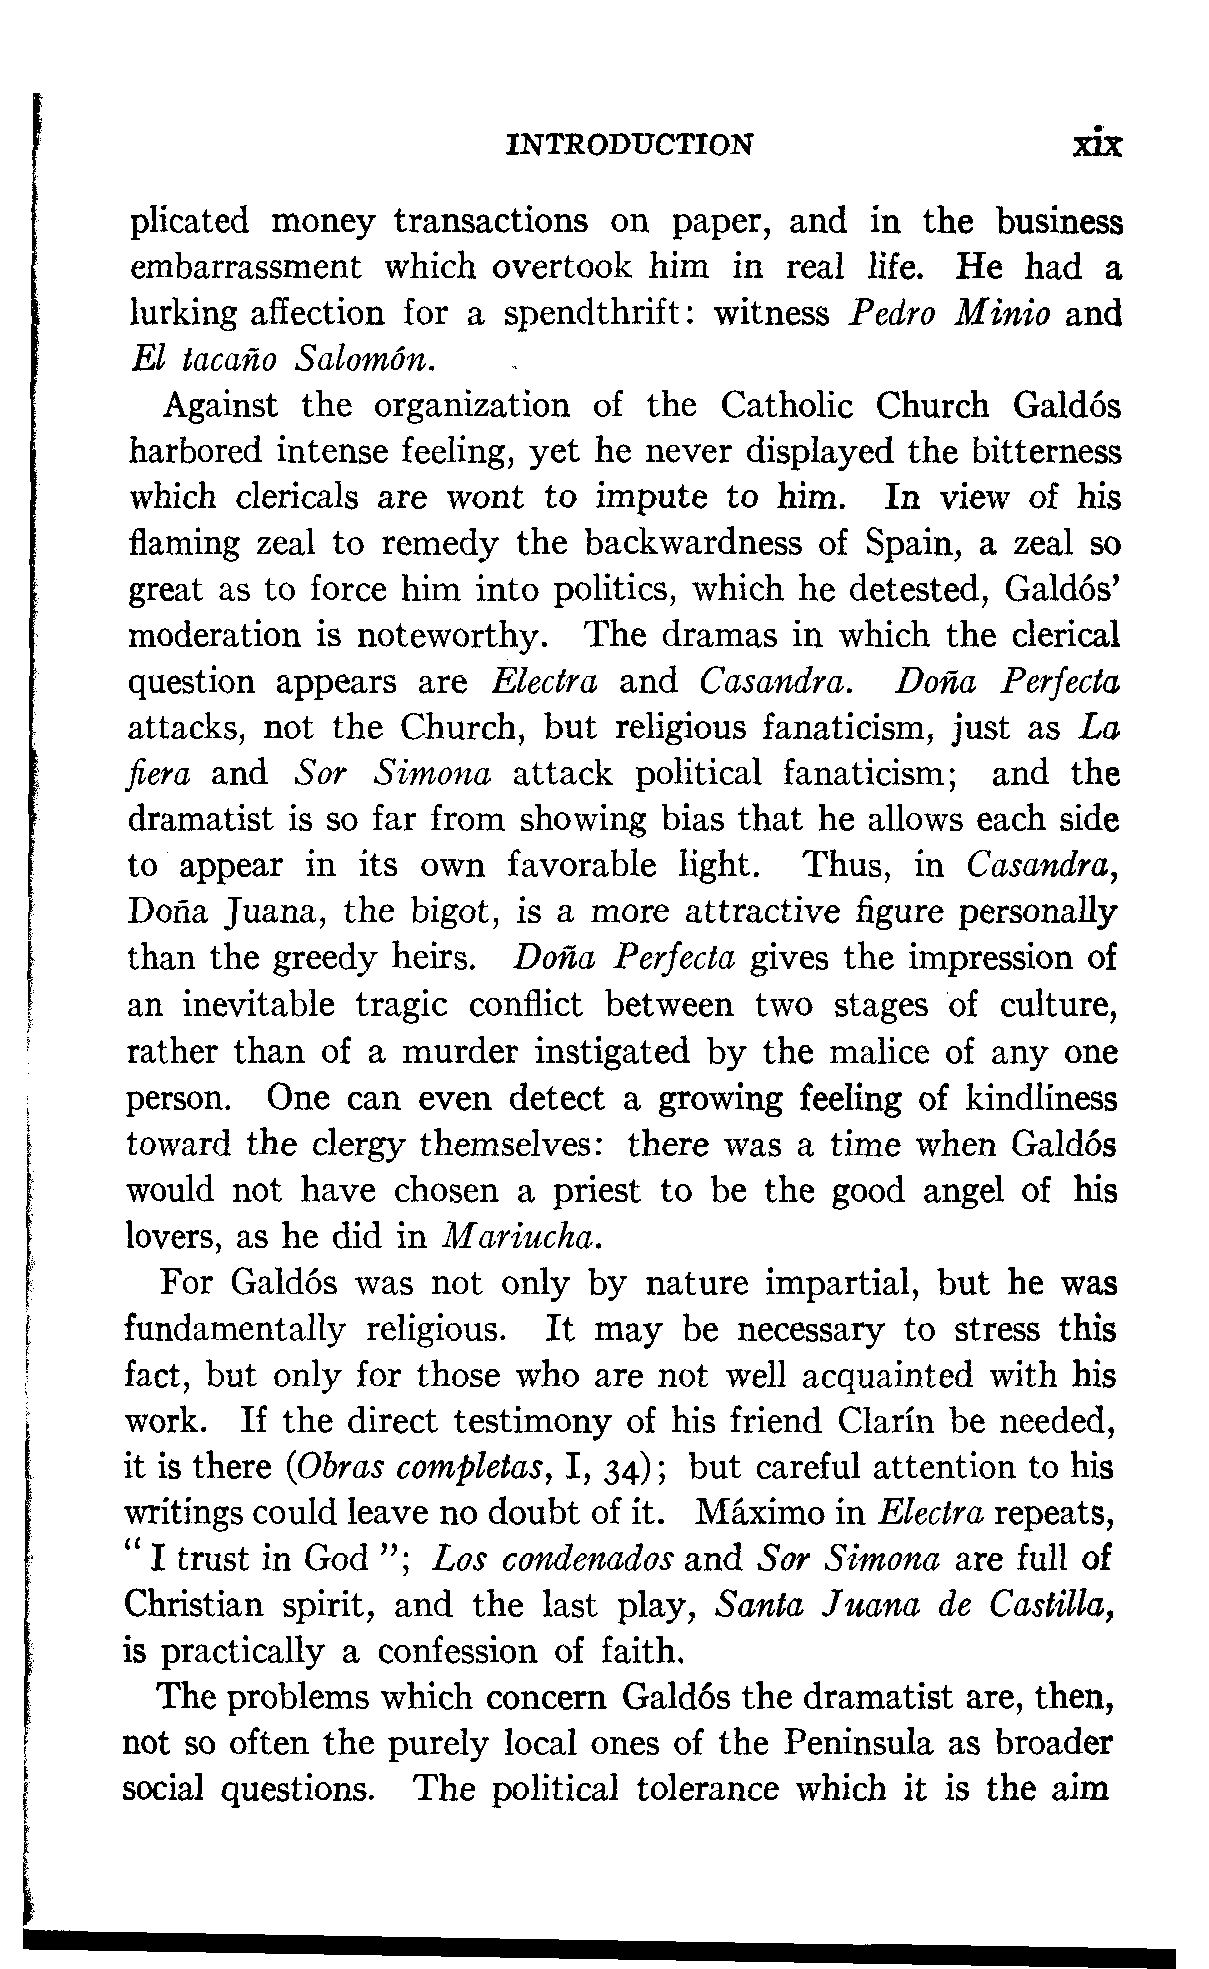 INTRODUCTION xix
plicated money transactions on paper, and in the business
embarrassment which overtook him in real life. He had a
lurking affection for a spendthrift: witness Pedro Minio and
El tacaño Salomón.
Against the organization of the Catholic Church Galdós
harbored intense feeling, yet he never displayed the bitterness
which clericals are wont to impute to him. In view of his
flaming zeal to remedy the backwardness of Spain, a zeal so
great as to force him into politics, which he detested, Galdós'
moderation is noteworthy. The dramas in which the clerical
question appears are Electra and Casandra. Doña Perfecta
attacks, not the Church, but religious fanaticism, just as La
fiera and Sor Simona attack political fanaticism; and the
dramatist is so far from showing bias that he allows each side
to appear in its own favorable light. Thus, in Casandra,
Doña Juana, the bigot, is a more attractive figure personally
than the greedy heirs. Doña Perfecta gives the impression of
an inevitable tragic conflict between two stages of culture,
rather than of a murder instigated by the malice of any one
person. One can even detect a growing feeling of kindliness
toward the clergy themselves: there was a time when Galdós
would not have chosen a priest to be the good angel of his
lovers, as he did in Mariucha.
For Galdós was not only by nature impartial, but he was
fundamentally religious. It may be necessary to stress this
fact, but only for those who are not well acquainted with his
work. If the direct testimony of his friend Clarín be needed,
it is there (Obras completas, I, 34); but careful attention to his
writings could leave no doubt of it. Máximo in Electra repeats,
" I trust in God "; Los condenados and Sor Simona are full of
Christian spirit, and the last play, Santa Juana de Castilla,
is practically a confession of faith.
The problems which concern Galdós the dramatist are, then,
not so often the purely local ones of the Peninsula as broader
social questions. The political tolerance which it is the aim